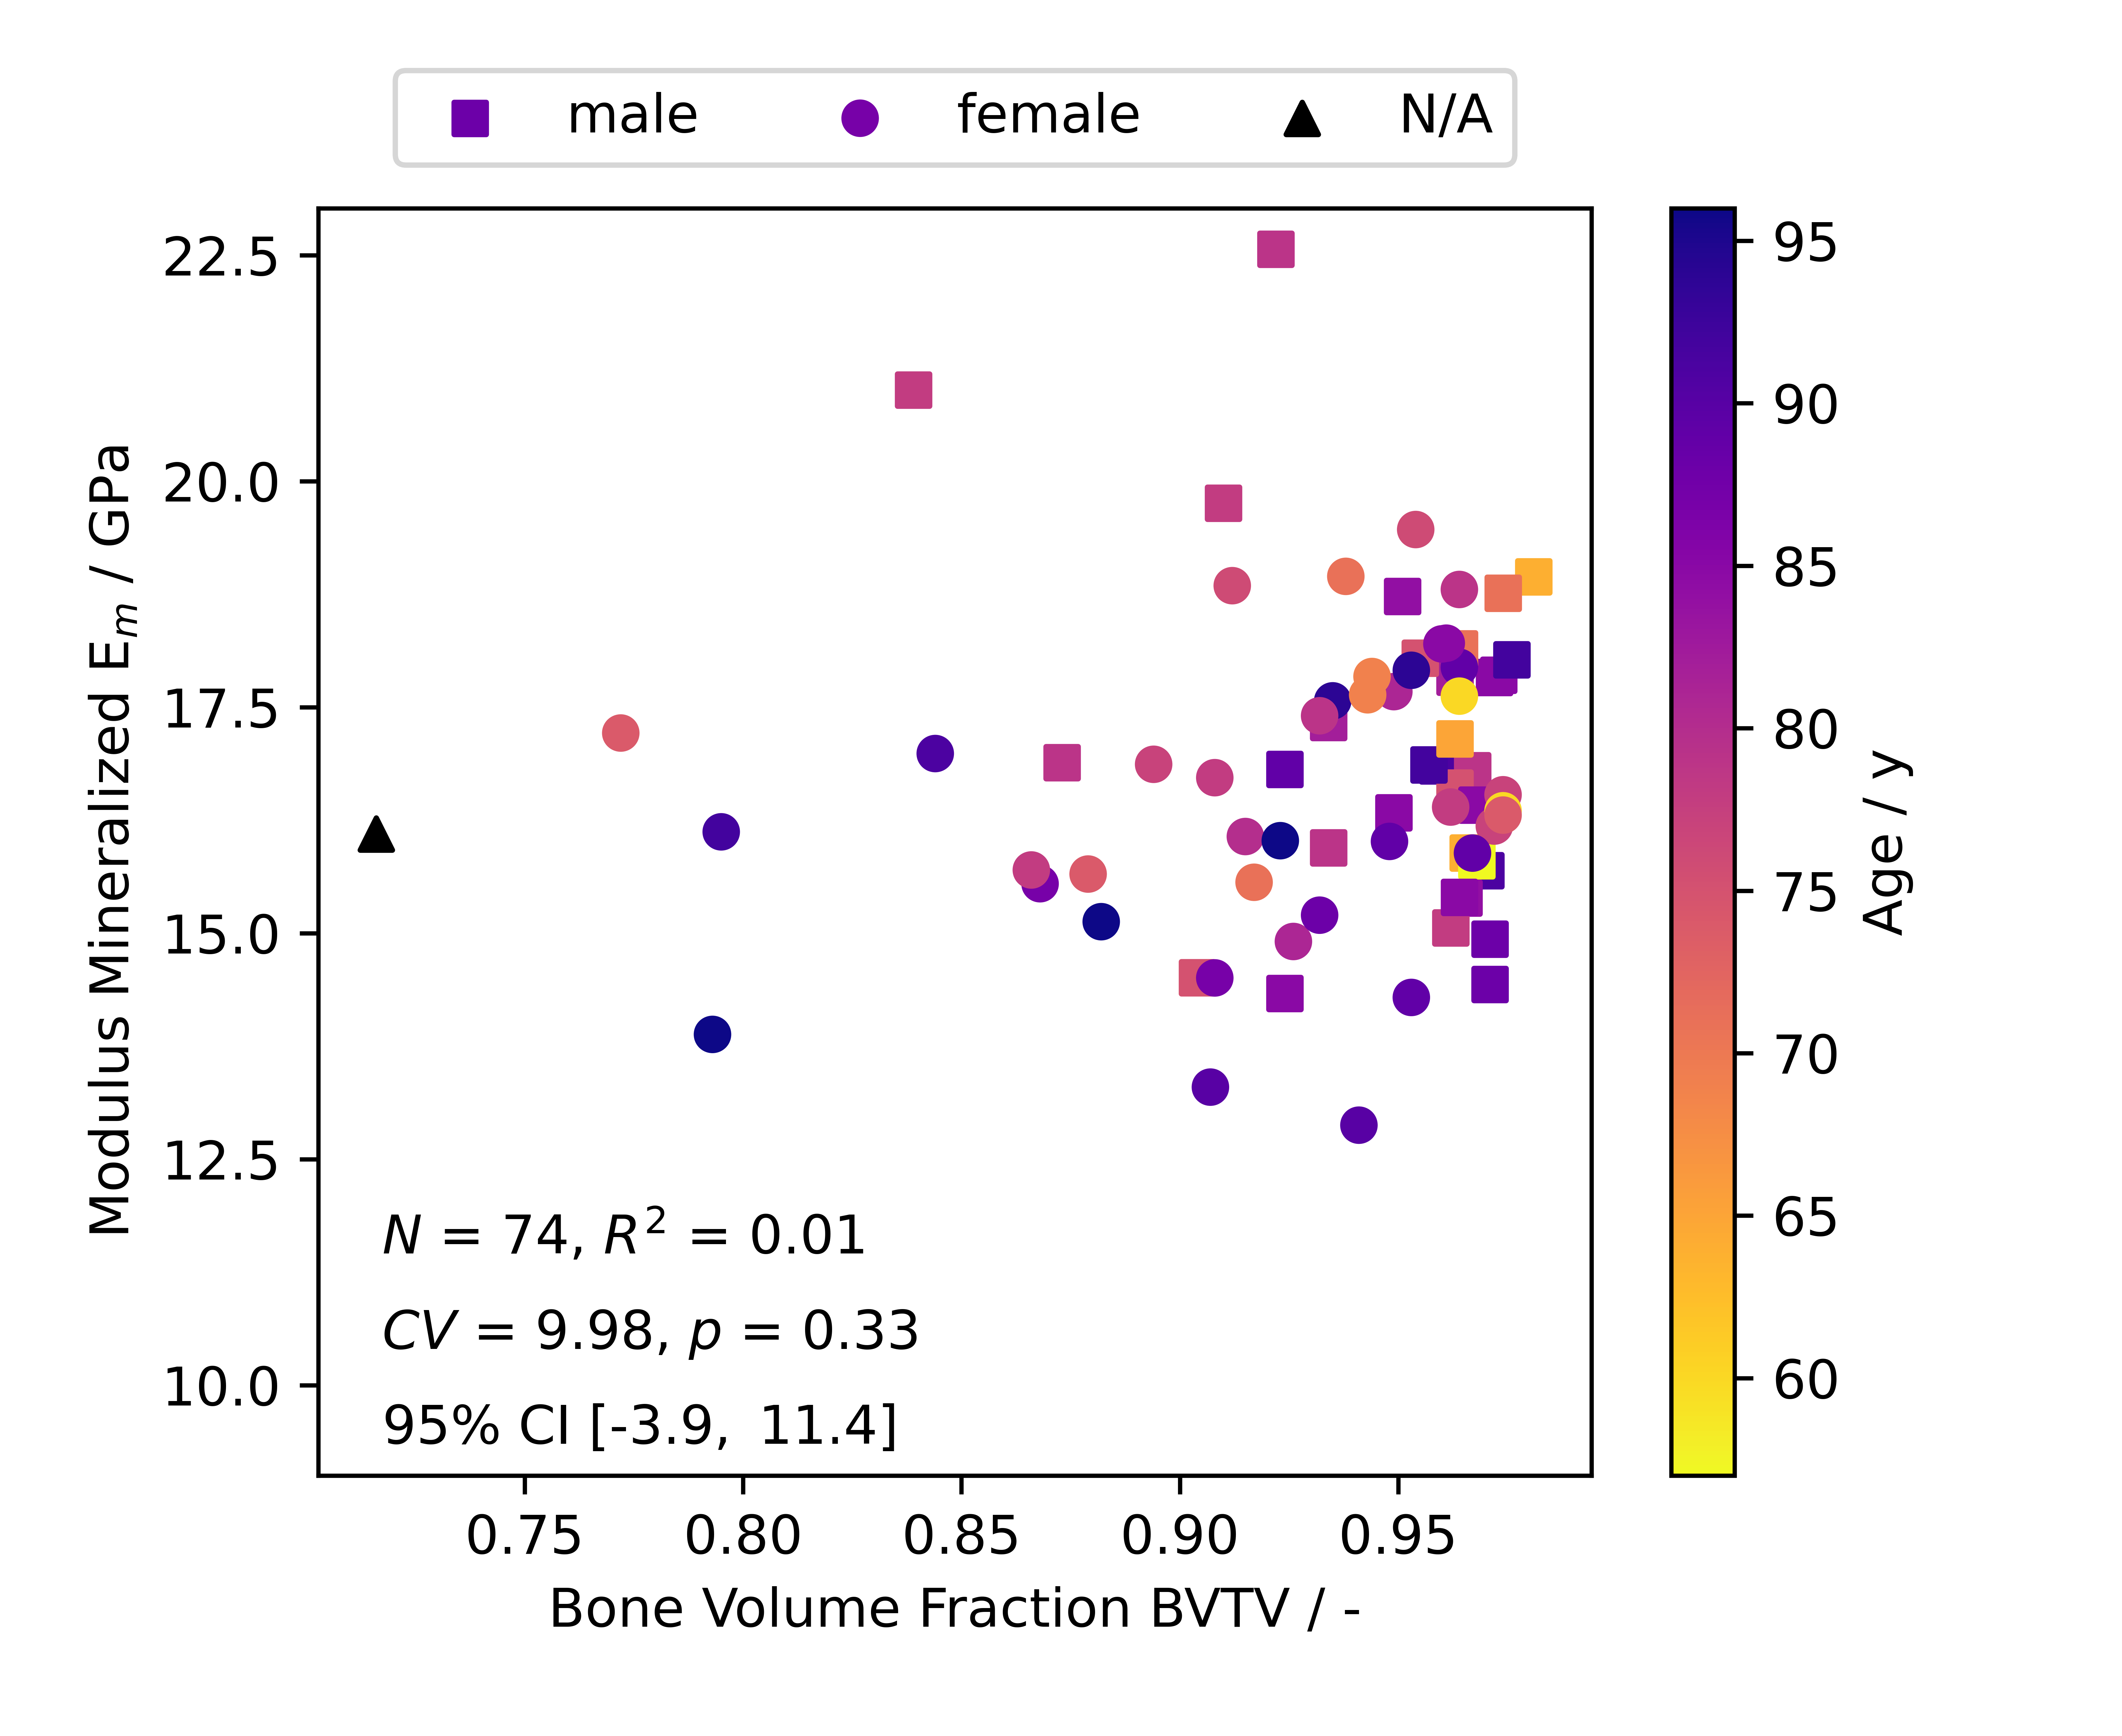 male female N/A
22.5
20.0
17.5
15.0
12.5
10.0
Modulus Mineralized Em / GPa
N = 74, R² = 0.01
CV = 9.98, p = 0.33
95% CI [-3.9, 11.4]
0.75 0.80 0.85 0.90 0.95
Bone Volume Fraction BVTV / -
95
90
85
80
75
70
65
60
Age / y